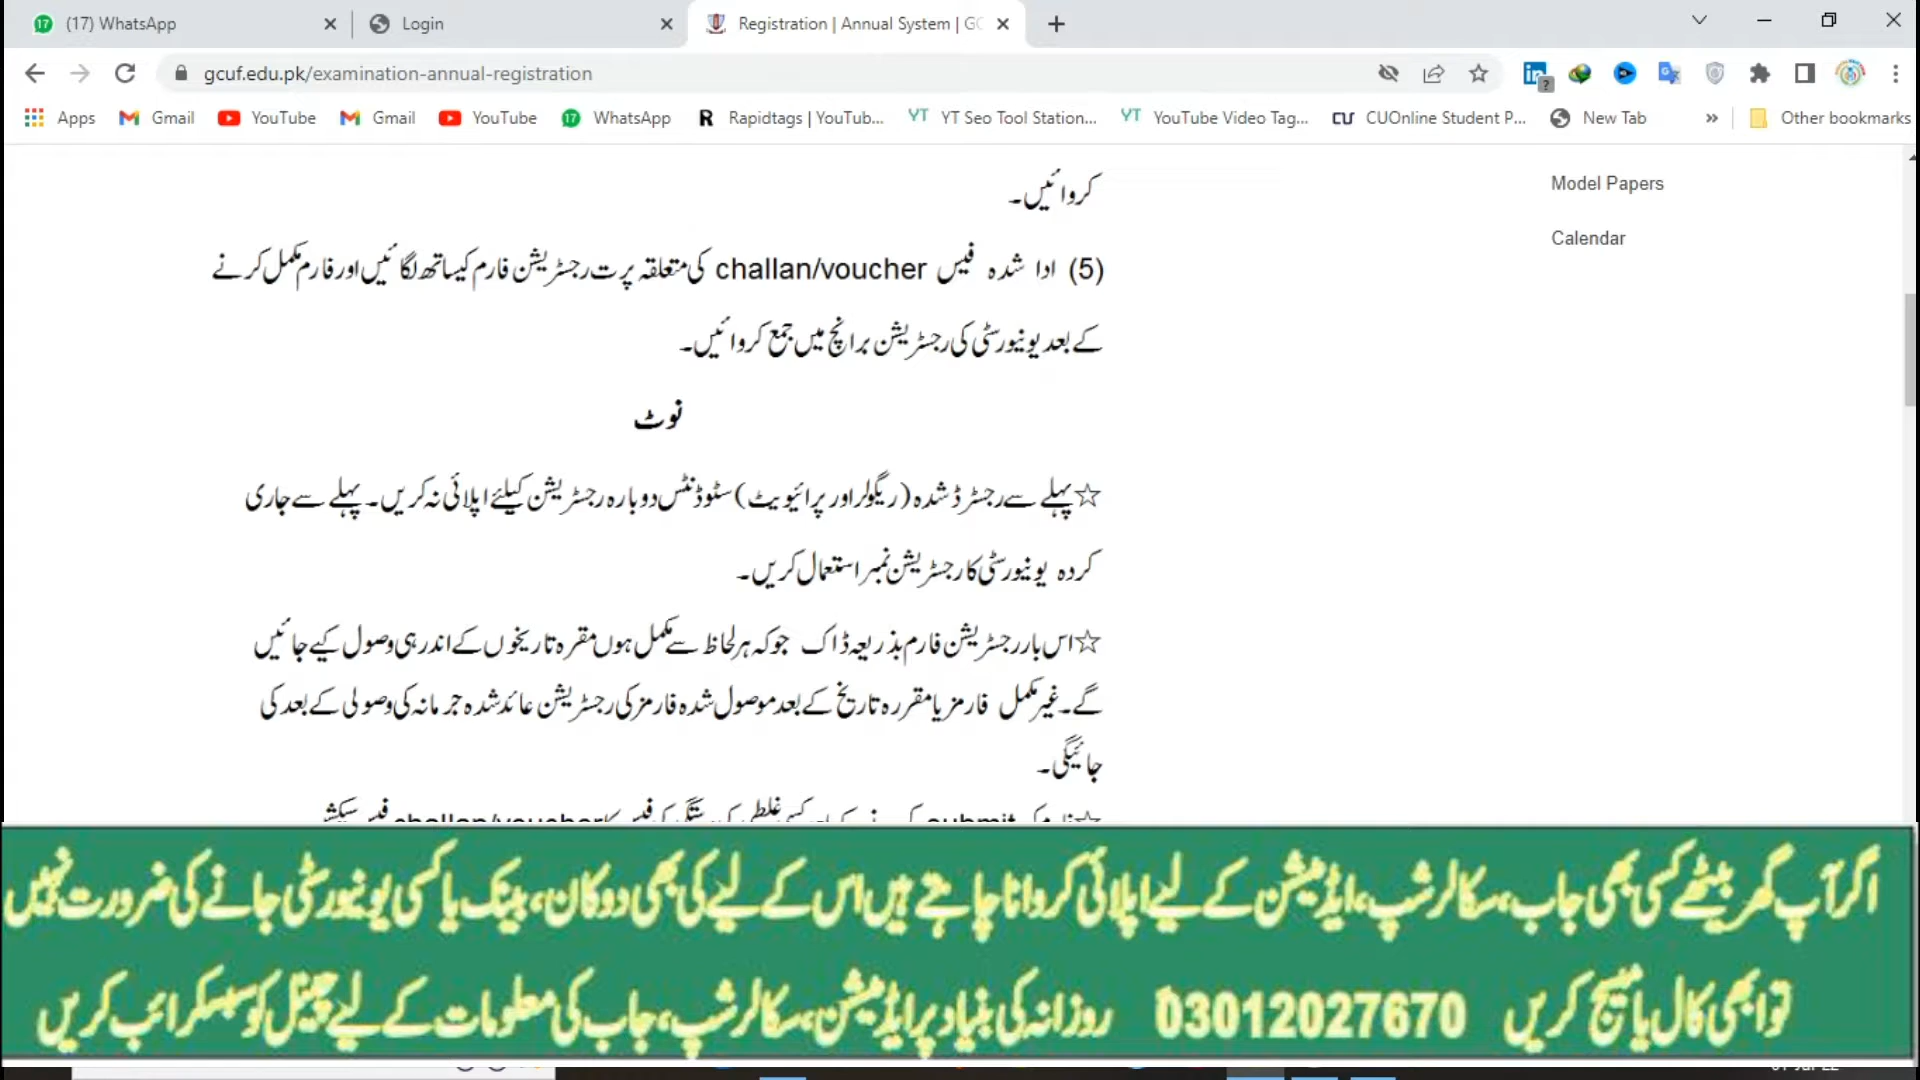 (17) WhatsApp
Login
Registration | Annual System | GC
gcuf.edu.pk/examination-annual-registration
Apps Gmail YouTube Gmail YouTube WhatsApp Rapidtags | YouTub... YT Seo Tool Station... YouTube Video Tag... CUOnline Student P... New Tab » Other bookmarks
Model Papers
Calendar
کروائیں۔
(5) ادا شدہ فیس challan/voucher کی متعلقہ پرت رجسٹریشن فارم کیساتھ لگائیں اور فارم مکمل کرنے
کے بعد یونیورسٹی کی رجسٹریشن برانچ میں جمع کروائیں۔
نوٹ
☆پہلے سے رجسٹرڈ شدہ (ریگولر اور پرائیویٹ) سٹوڈنٹس دوبارہ رجسٹریشن کیلئے اپلائی نہ کریں۔ پہلے سے جاری
کردہ یونیورسٹی کا رجسٹریشن نمبر استعمال کریں۔
☆اس بار رجسٹریشن فارم بذریعہ ڈاک جو کہ ہر لحاظ سے مکمل ہوں مقرہ تاریخوں کے اندر ہی وصول کیے جائیں
گے۔ غیر مکمل فارمز یا مقررہ تاریخ کے بعد موصول شدہ فارمز کی رجسٹریشن عائد شدہ جرمانہ کی وصولی کے بعد کی
جائیگی۔
اگر آپ گھر بیٹھے کسی بھی جاب، سکالرشپ، ایڈمیشن کے لیے اپلائی کروانا چاہتے ہیں اس کے لیے کی بھی دوکان، بینک یا کسی یونیورسٹی جانے کی ضرورت نہیں
تو ابھی کال یا میسج کریں 03012027670 روزانہ کی بنیاد پر ایڈمیشن، سکالرشپ، جاب کی معلومات کے لیے چینل کو سبسکرائب کریں